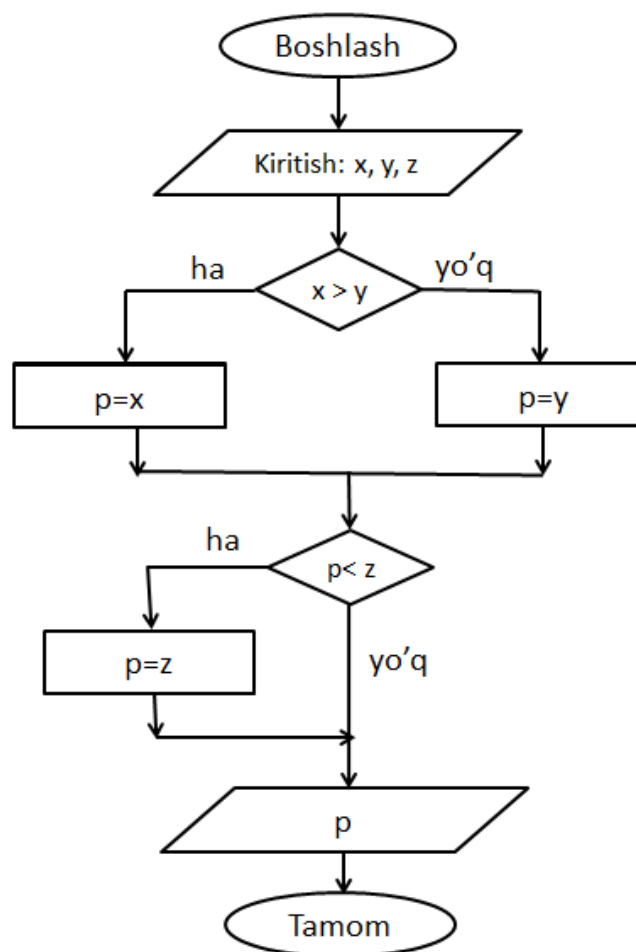 Boshlash
Kiritish: x, y, z
ha
x > y
yo’q
p=x
p=y
ha
p< z
p=z
yo’q
p
Tamom